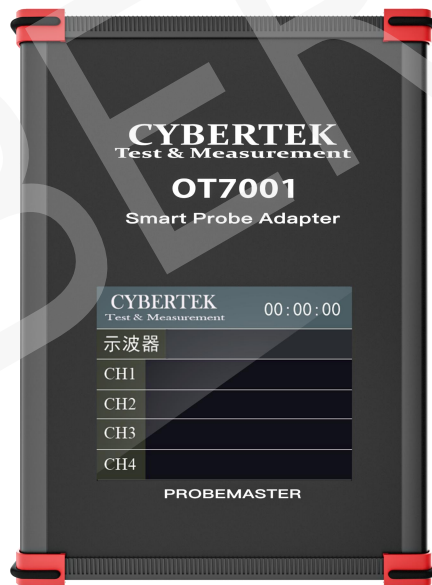 CYBERTEK
Test & Measurement
OT7001
Smart Probe Adapter
CYBERTEK 00:00:00
Test & Measurement
示波器
CH1
CH2
CH3
CH4
PROBEMASTER